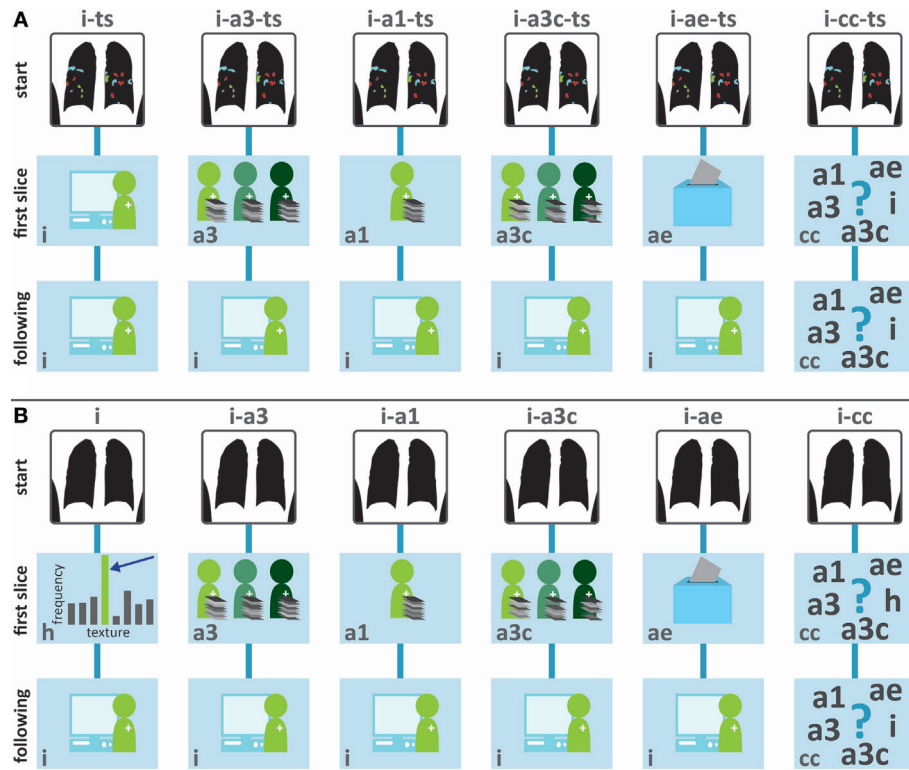 A
i-ts i-a3-ts i-a1-ts i-a3c-ts i-ae-ts i-cc-ts
start
first slice
i a3 a1 a3c ae
a1 ae
a3 ? i
cc a3c
following
i i i i i
a1 ae
a3 ? i
cc a3c
B
i i-a3 i-a1 i-a3c i-ae i-cc
start
first slice
frequency
texture
h a3 a1 a3c ae
a1 ae
a3 ? h
cc a3c
following
i i i i i
a1 ae
a3 ? i
cc a3c